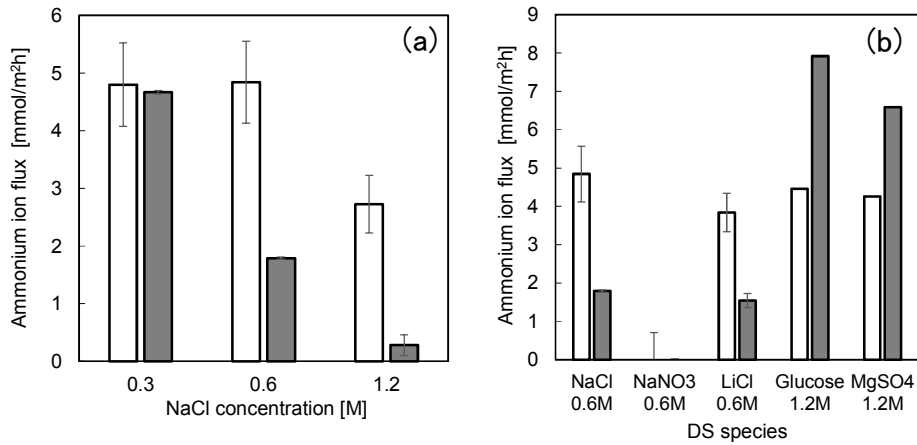 (a)
Ammonium ion flux [mmol/m²h]
6
5
4
3
2
1
0
0.3 0.6 1.2
NaCl concentration [M]
(b)
Ammonium ion flux [mmol/m²h]
9
8
7
6
5
4
3
2
1
0
NaCl NaNO3 LiCl Glucose MgSO4
0.6M 0.6M 0.6M 1.2M 1.2M
DS species